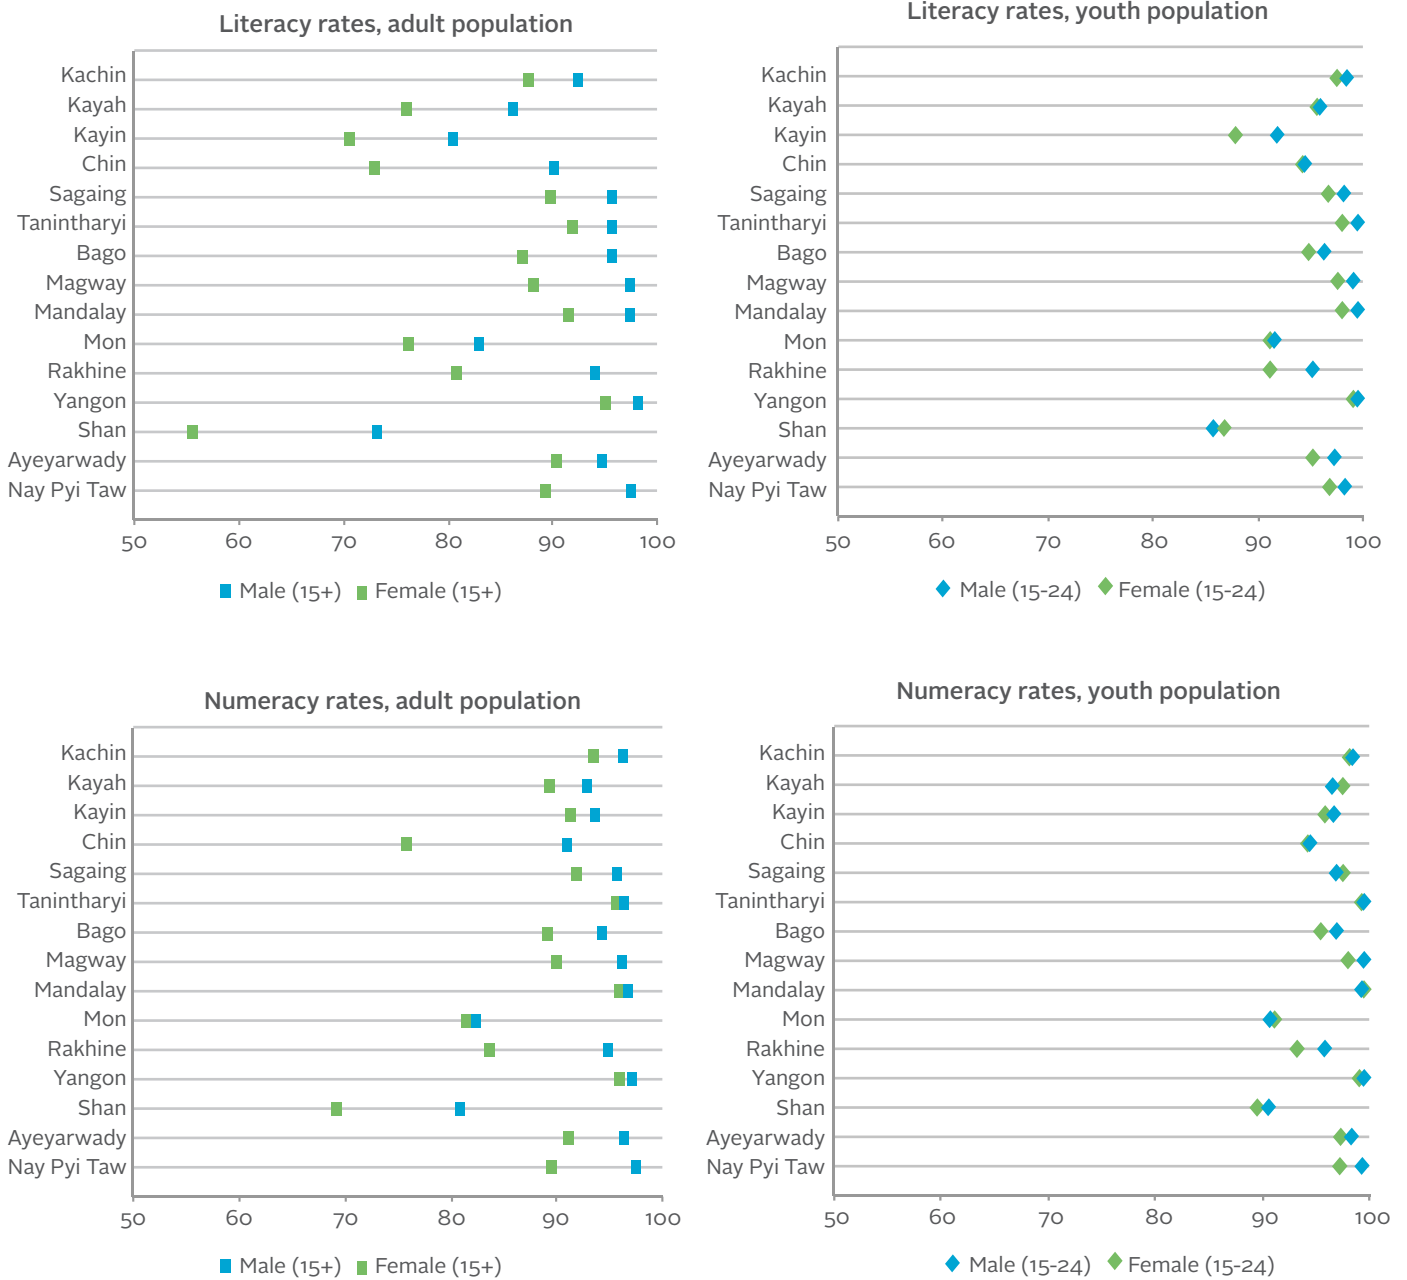 Literacy rates, adult population
Kachin
Kayah
Kayin
Chin
Sagaing
Tanintharyi
Bago
Magway
Mandalay
Mon
Rakhine
Yangon
Shan
Ayeyarwady
Nay Pyi Taw
50 60 70 80 90 100
Male (15+) Female (15+)
Literacy rates, youth population
Kachin
Kayah
Kayin
Chin
Sagaing
Tanintharyi
Bago
Magway
Mandalay
Mon
Rakhine
Yangon
Shan
Ayeyarwady
Nay Pyi Taw
50 60 70 80 90 100
Male (15-24) Female (15-24)
Numeracy rates, adult population
Kachin
Kayah
Kayin
Chin
Sagaing
Tanintharyi
Bago
Magway
Mandalay
Mon
Rakhine
Yangon
Shan
Ayeyarwady
Nay Pyi Taw
50 60 70 80 90 100
Male (15+) Female (15+)
Numeracy rates, youth population
Kachin
Kayah
Kayin
Chin
Sagaing
Tanintharyi
Bago
Magway
Mandalay
Mon
Rakhine
Yangon
Shan
Ayeyarwady
Nay Pyi Taw
50 60 70 80 90 100
Male (15-24) Female (15-24)